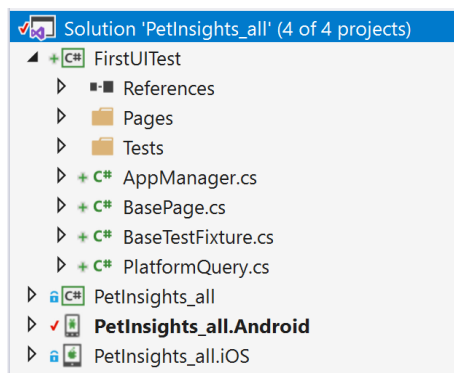 Solution 'PetInsights_all' (4 of 4 projects)
C# FirstUITest
References
Pages
Tests
C# AppManager.cs
C# BasePage.cs
C# BaseTestFixture.cs
C# PlatformQuery.cs
C# PetInsights_all
PetInsights_all.Android
PetInsights_all.iOS